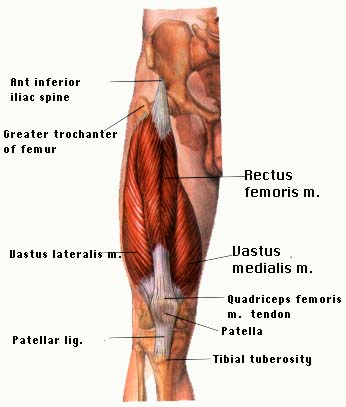 Ant inferior
iliac spine
Greater trochanter
of femur
Rectus
femoris m.
Vastus lateralis m.
Vastus
medialis m.
Quadriceps femoris
m. tendon
Patella
Patellar lig.
Tibial tuberosity